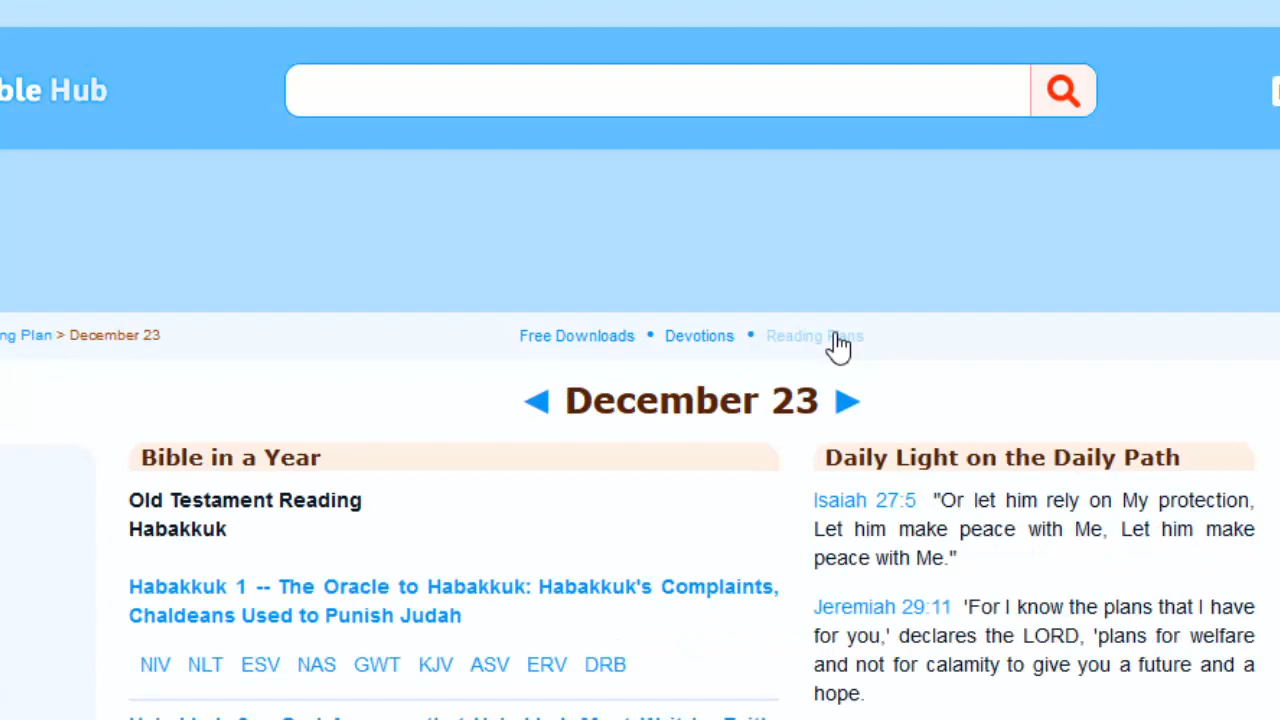 ble Hub
ng Plan > December 23
Free Downloads • Devotions • Reading Plans
◄ December 23 ►
Bible in a Year
Old Testament Reading
Habakkuk
Habakkuk 1 -- The Oracle to Habakkuk: Habakkuk's Complaints,
Chaldeans Used to Punish Judah
NIV NLT ESV NAS GWT KJV ASV ERV DRB
Daily Light on the Daily Path
Isaiah 27:5 "Or let him rely on My protection,
Let him make peace with Me, Let him make
peace with Me."
Jeremiah 29:11 'For I know the plans that I have
for you,' declares the LORD, 'plans for welfare
and not for calamity to give you a future and a
hope.